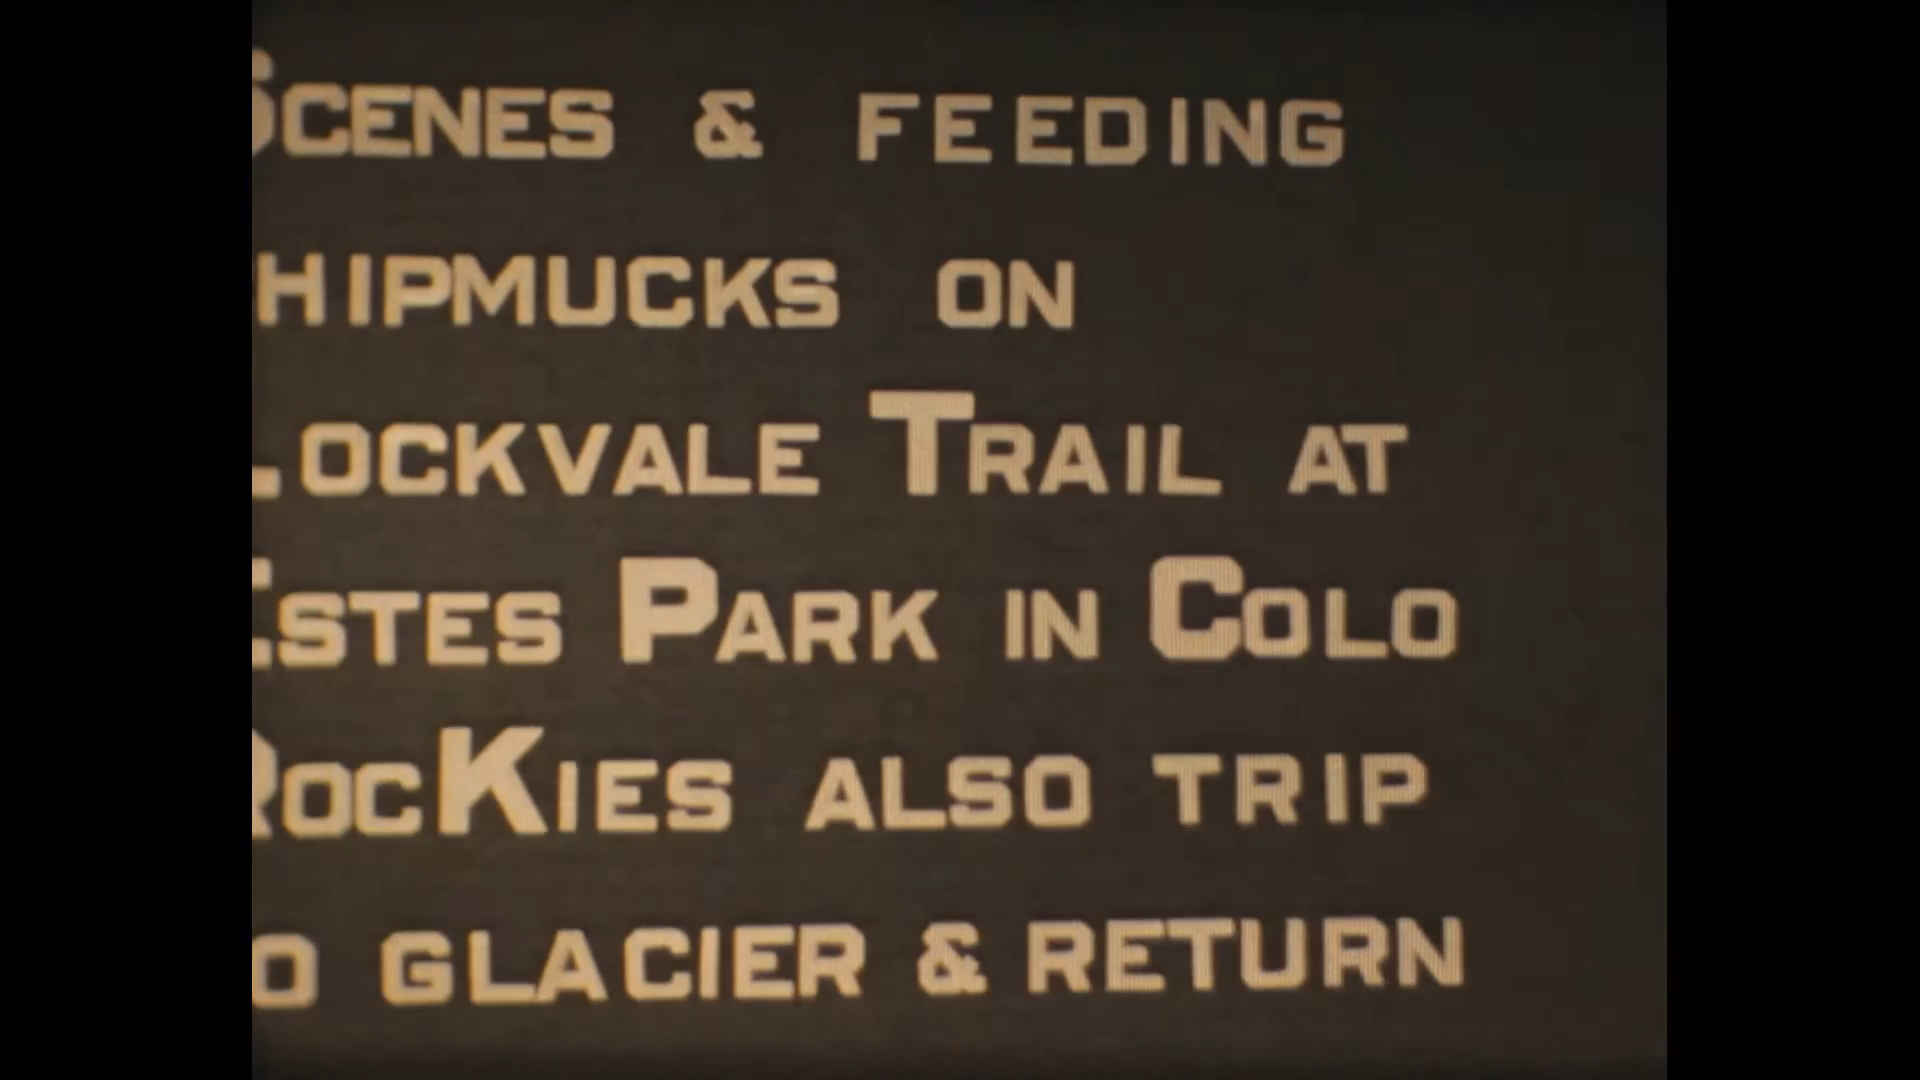 SCENES & FEEDING
HIPMUCKS ON
LOCKVALE TRAIL AT
ESTES PARK IN COLO
ROCKIES ALSO TRIP
O GLACIER & RETURN